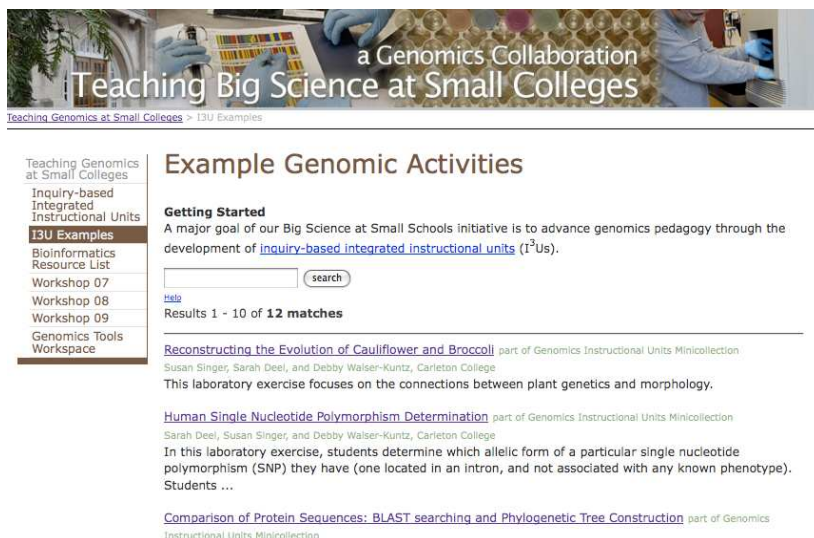 a Genomics Collaboration
Teaching Big Science at Small Colleges
Teaching Genomics at Small Colleges > I3U Examples
Teaching Genomics
at Small Colleges
Inquiry-based
Integrated
Instructional Units
I3U Examples
Bioinformatics
Resource List
Workshop 07
Workshop 08
Workshop 09
Genomics Tools
Workspace
Example Genomic Activities
Getting Started
A major goal of our Big Science at Small Schools initiative is to advance genomics pedagogy through the
development of inquiry-based integrated instructional units (I³Us).
search
Help
Results 1 - 10 of 12 matches
Reconstructing the Evolution of Cauliflower and Broccoli part of Genomics Instructional Units Minicollection
Susan Singer, Sarah Deel, and Debby Walser-Kuntz, Carleton College
This laboratory exercise focuses on the connections between plant genetics and morphology.
Human Single Nucleotide Polymorphism Determination part of Genomics Instructional Units Minicollection
Sarah Deel, Susan Singer, and Debby Walser-Kuntz, Carleton College
In this laboratory exercise, students determine which allelic form of a particular single nucleotide
polymorphism (SNP) they have (one located in an intron, and not associated with any known phenotype).
Students ...
Comparison of Protein Sequences: BLAST searching and Phylogenetic Tree Construction part of Genomics
Instructional Units Minicollection